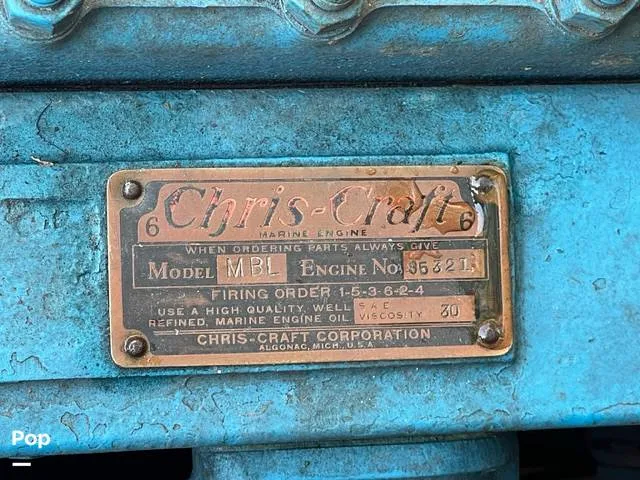 6 Chris-Craft 6
MARINE ENGINE
WHEN ORDERING PARTS ALWAYS GIVE
MODEL MBL ENGINE NO. 95321
FIRING ORDER 1-5-3-6-2-4
USE A HIGH QUALITY, WELL S A E
REFINED, MARINE ENGINE OIL VISCOSITY 30
CHRIS-CRAFT CORPORATION
ALGONAC, MICH., U.S.A.
Pop